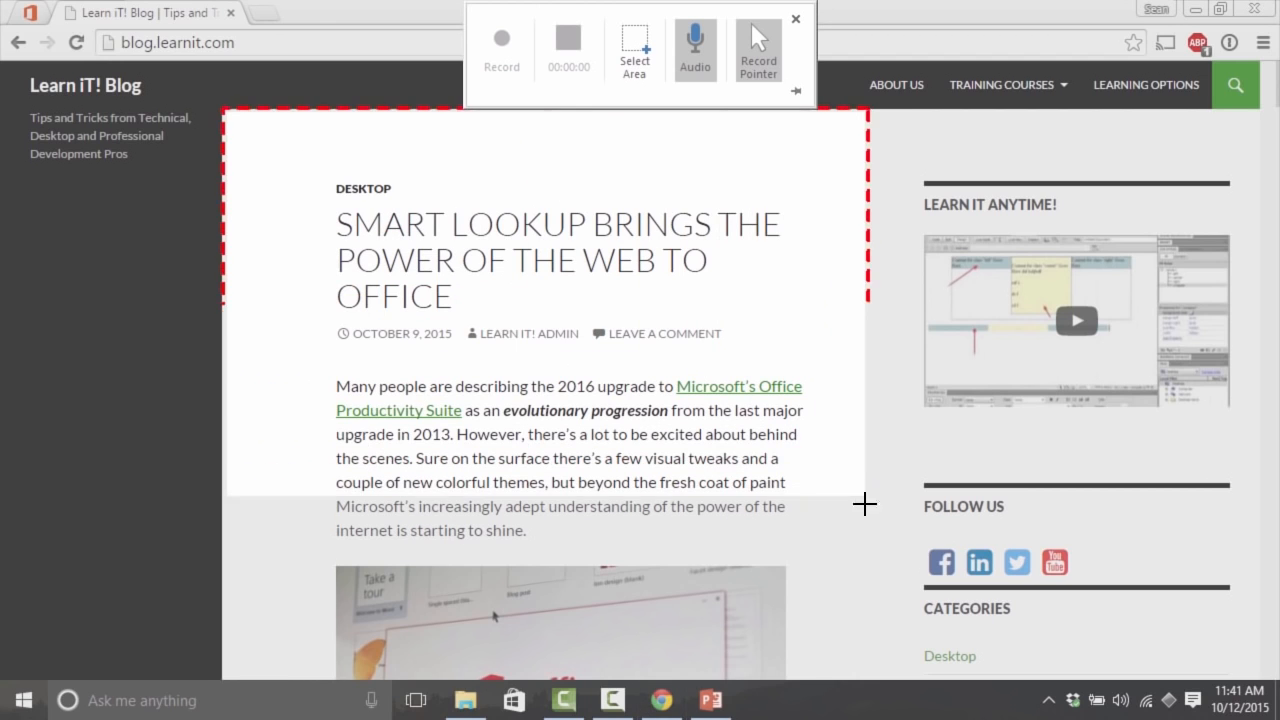 Learn iT! Blog | Tips and T
Sean
blog.learnit.com
ABP
1
Record
00:00:00
Select
Area
Audio
Record
Pointer
Learn iT! Blog
ABOUT US
TRAINING COURSES
LEARNING OPTIONS
Tips and Tricks from Technical,
Desktop and Professional
Development Pros
DESKTOP
SMART LOOKUP BRINGS THE
POWER OF THE WEB TO
OFFICE
OCTOBER 9, 2015 LEARN IT! ADMIN LEAVE A COMMENT
Many people are describing the 2016 upgrade to Microsoft's Office
Productivity Suite as an evolutionary progression from the last major
upgrade in 2013. However, there's a lot to be excited about behind
the scenes. Sure on the surface there's a few visual tweaks and a
couple of new colorful themes, but beyond the fresh coat of paint
Microsoft's increasingly adept understanding of the power of the
internet is starting to shine.
Take a
tour
Blog post
LEARN IT ANYTIME!
FOLLOW US
You
Tube
CATEGORIES
Desktop
Ask me anything
11:41 AM
10/12/2015